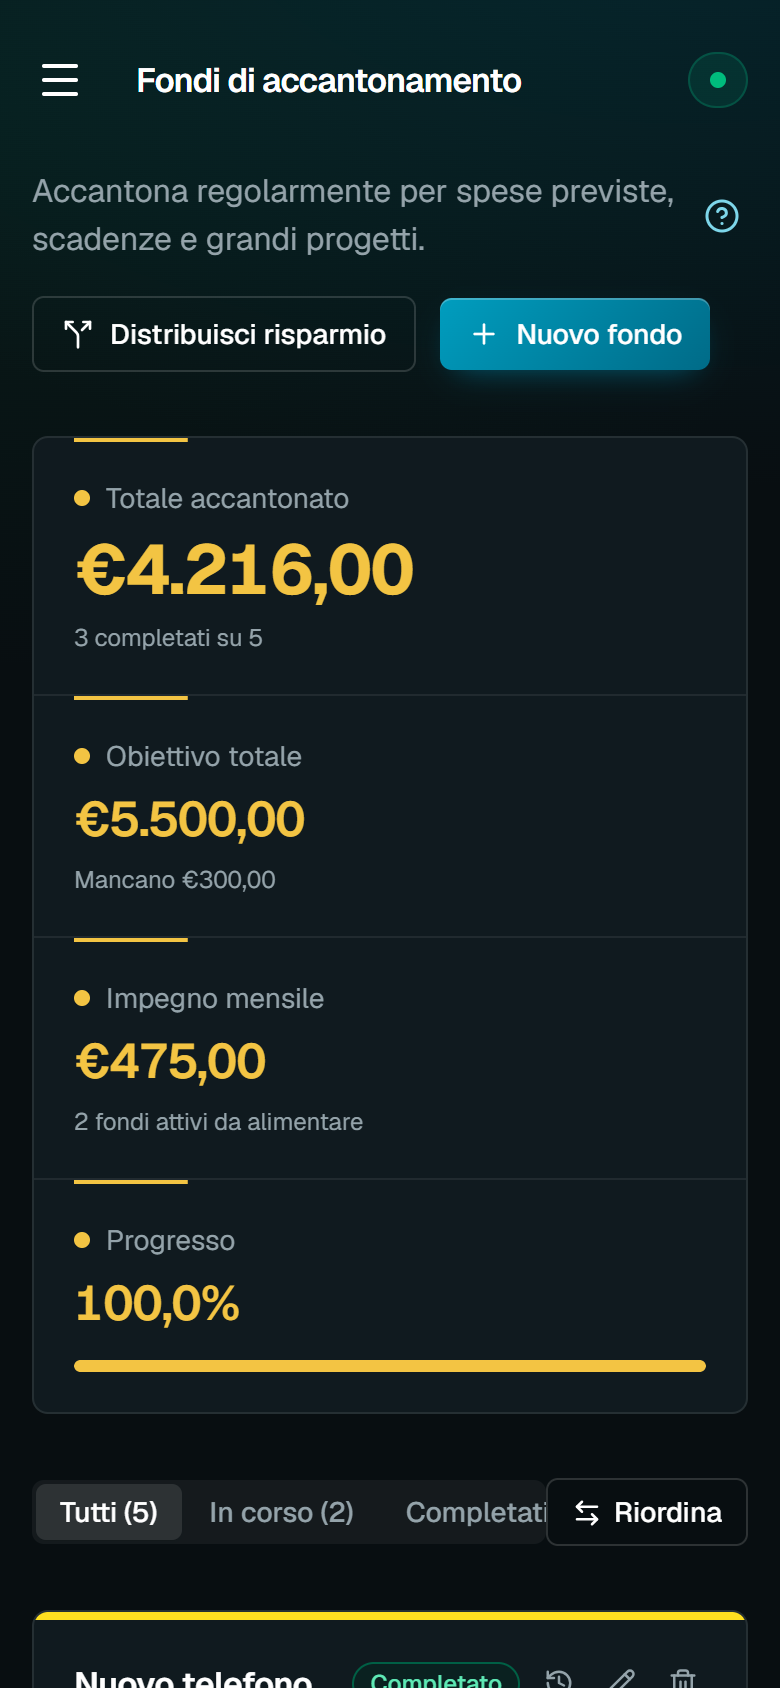 Fondi di accantonamento
Accantona regolarmente per spese previste,
scadenze e grandi progetti.
Distribuisci risparmio
Nuovo fondo
Totale accantonato
€4.216,00
3 completati su 5
Obiettivo totale
€5.500,00
Mancano €300,00
Impegno mensile
€475,00
2 fondi attivi da alimentare
Progresso
100,0%
Tutti (5) In corso (2) Completati Riordina
Nuovo telefono Completato